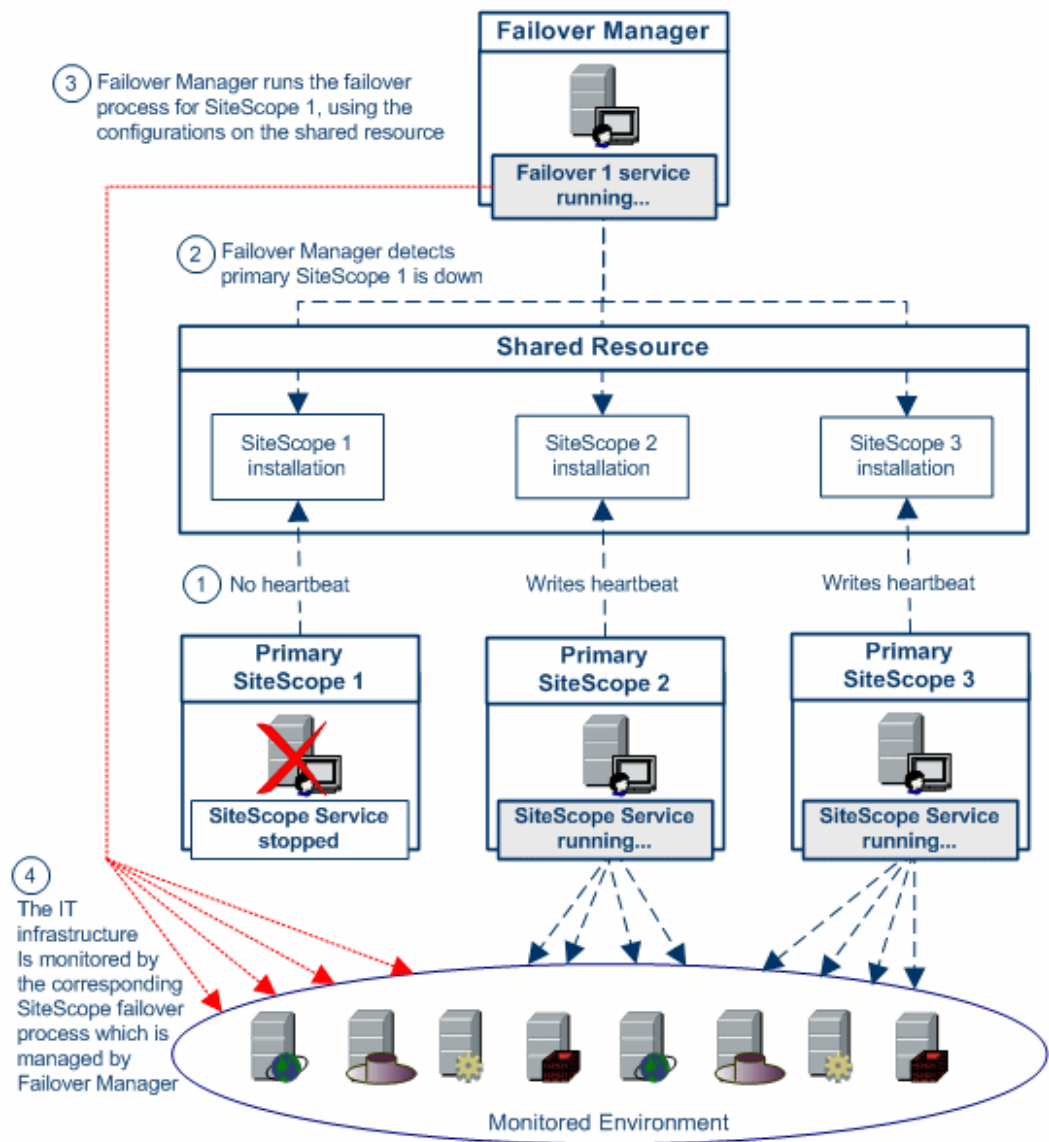 Failover Manager
3
Failover Manager runs the failover
process for SiteScope 1, using the
configurations on the shared resource
Failover 1 service
running...
2
Failover Manager detects
primary SiteScope 1 is down
Shared Resource
SiteScope 1
installation
SiteScope 2
installation
SiteScope 3
installation
1
No heartbeat
Writes heartbeat
Writes heartbeat
Primary
SiteScope 1
Primary
SiteScope 2
Primary
SiteScope 3
SiteScope Service
stopped
SiteScope Service
running...
SiteScope Service
running...
4
The IT
infrastructure
Is monitored by
the corresponding
SiteScope failover
process which is
managed by
Failover Manager
Monitored Environment